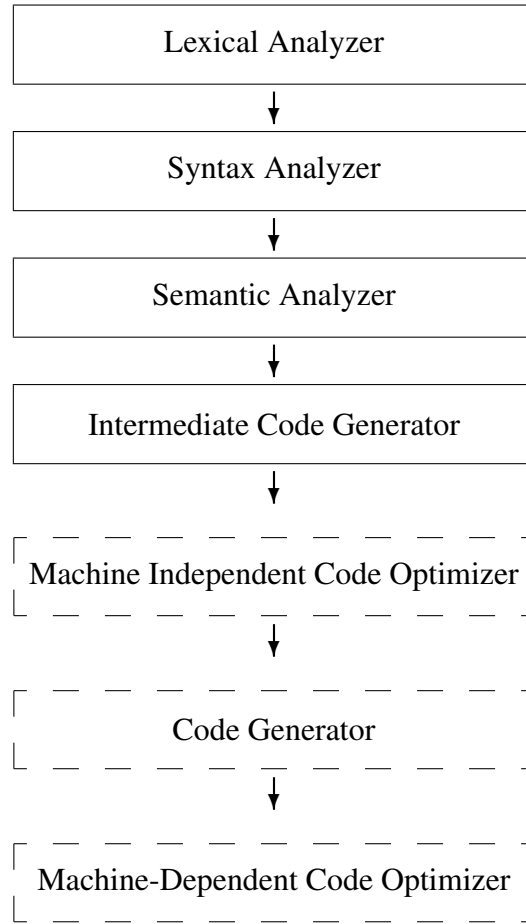 Lexical Analyzer
Syntax Analyzer
Semantic Analyzer
Intermediate Code Generator
Machine Independent Code Optimizer
Code Generator
Machine-Dependent Code Optimizer